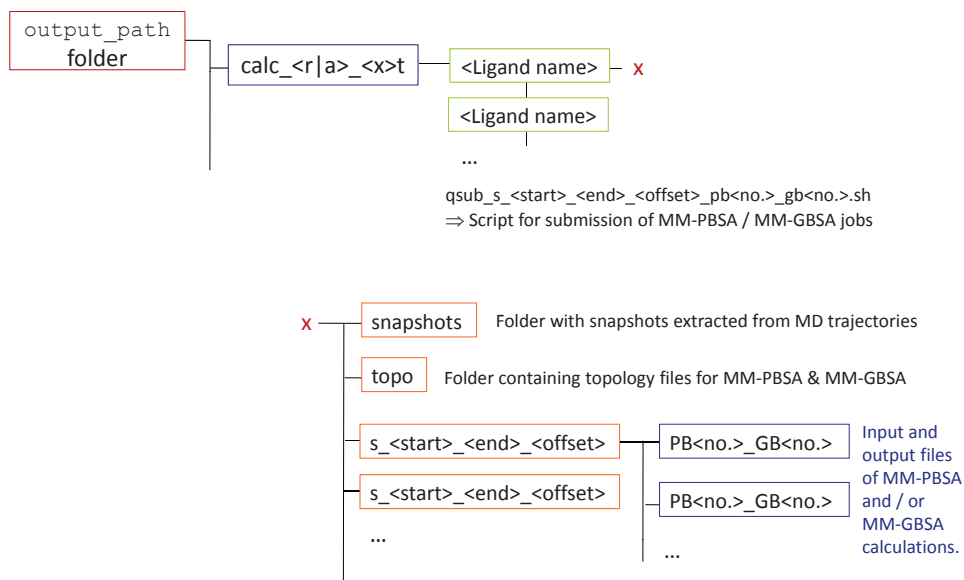 output_path
folder
calc_<r|a>_<x>t
<Ligand name>
x
<Ligand name>
...
qsub_s_<start>_<end>_<offset>_pb<no.>_gb<no.>.sh
⇒ Script for submission of MM-PBSA / MM-GBSA jobs
x
snapshots
Folder with snapshots extracted from MD trajectories
topo
Folder containing topology files for MM-PBSA & MM-GBSA
s_<start>_<end>_<offset>
PB<no.>_GB<no.>
s_<start>_<end>_<offset>
PB<no.>_GB<no.>
...
...
Input and
output files
of MM-PBSA
and / or
MM-GBSA
calculations.